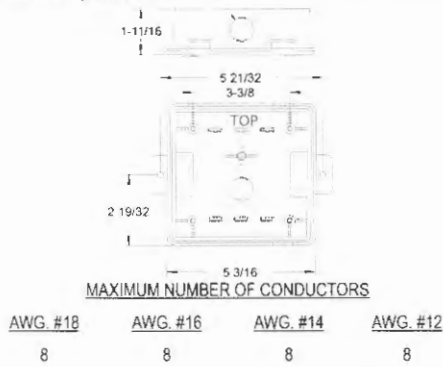 1-11/16
5 21/32
3-3/8
TOP
2 19/32
5 3/16
MAXIMUM NUMBER OF CONDUCTORS
AWG. #18 AWG. #16 AWG. #14 AWG. #12
8 8 8 8